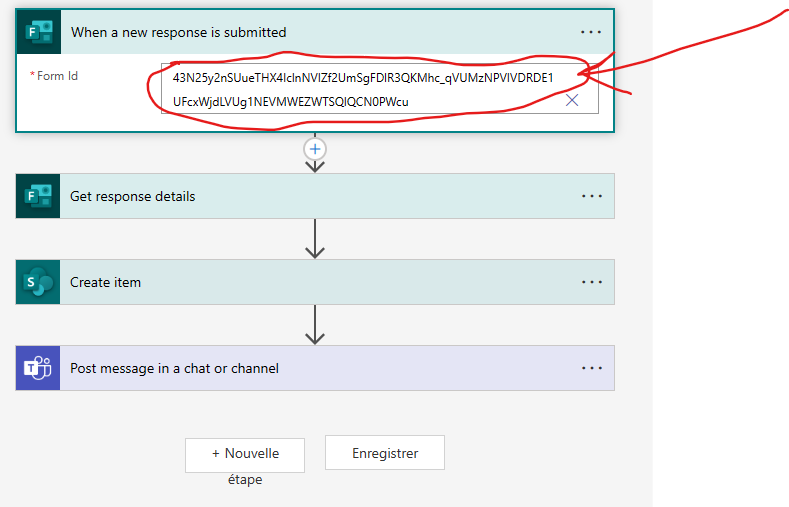 When a new response is submitted
* Form Id
43N25y2nSUueTHX4lclnNVlZf2UmSgFDlR3QKMhc_qVUMzNPVlVDRDE1
UFcxWjdLVUg1NEVMWEZWTSQlQCN0PWcu
Get response details
Create item
Post message in a chat or channel
+ Nouvelle
étape
Enregistrer